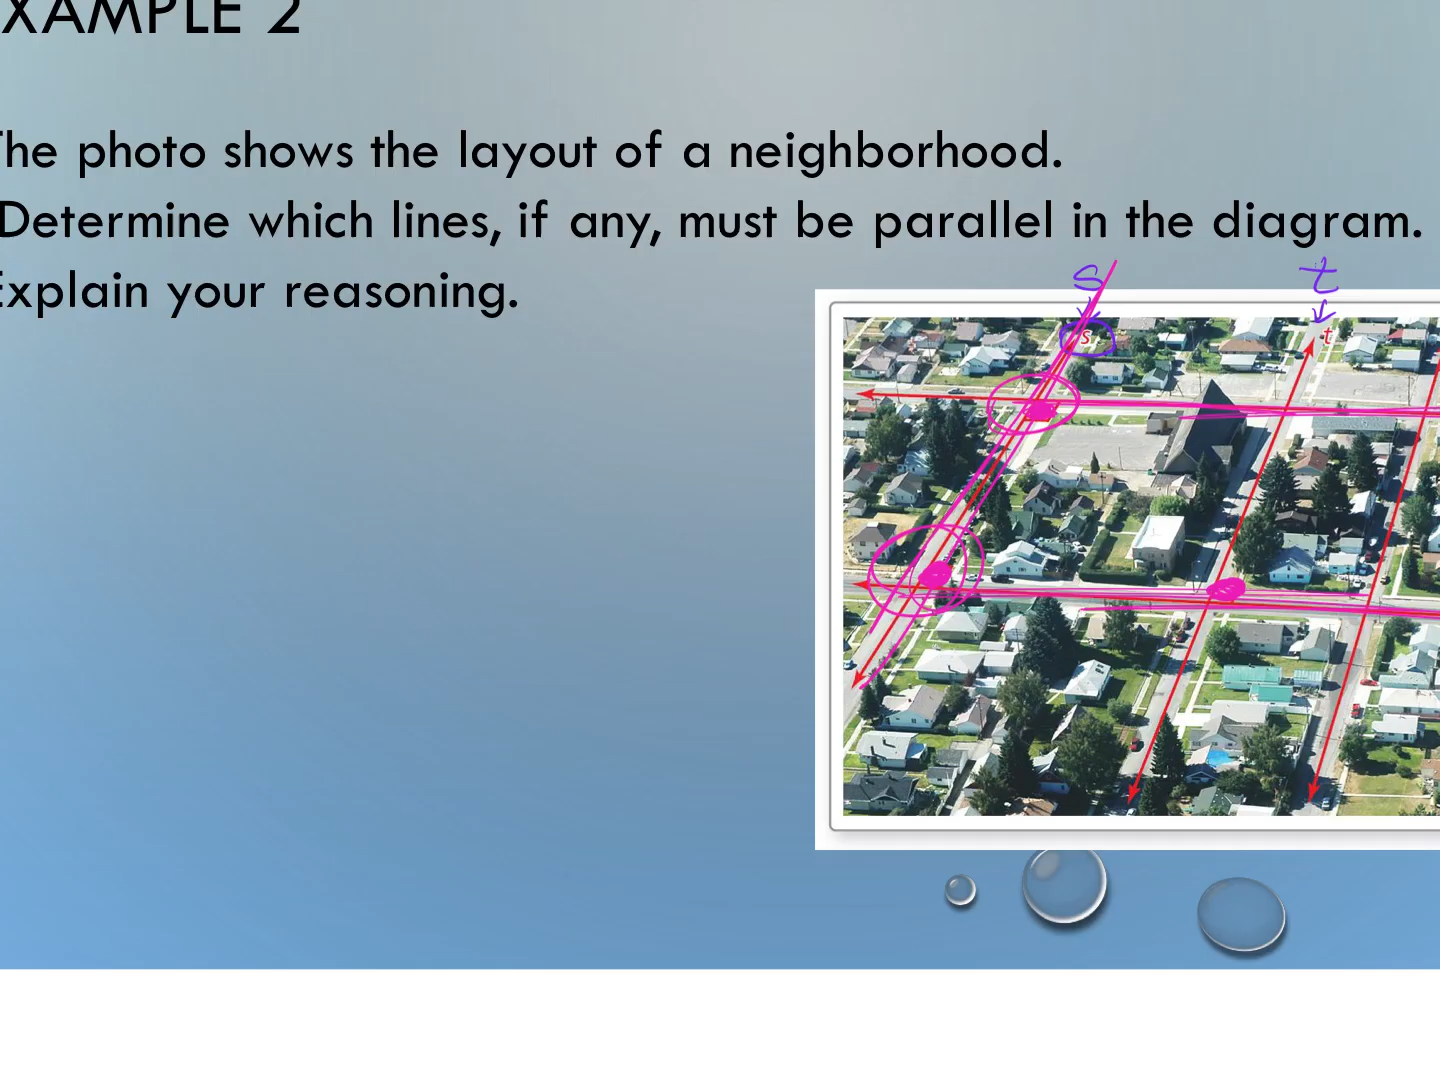 XAMPLE 2
he photo shows the layout of a neighborhood.
Determine which lines, if any, must be parallel in the diagram.
Explain your reasoning.
s t
s t